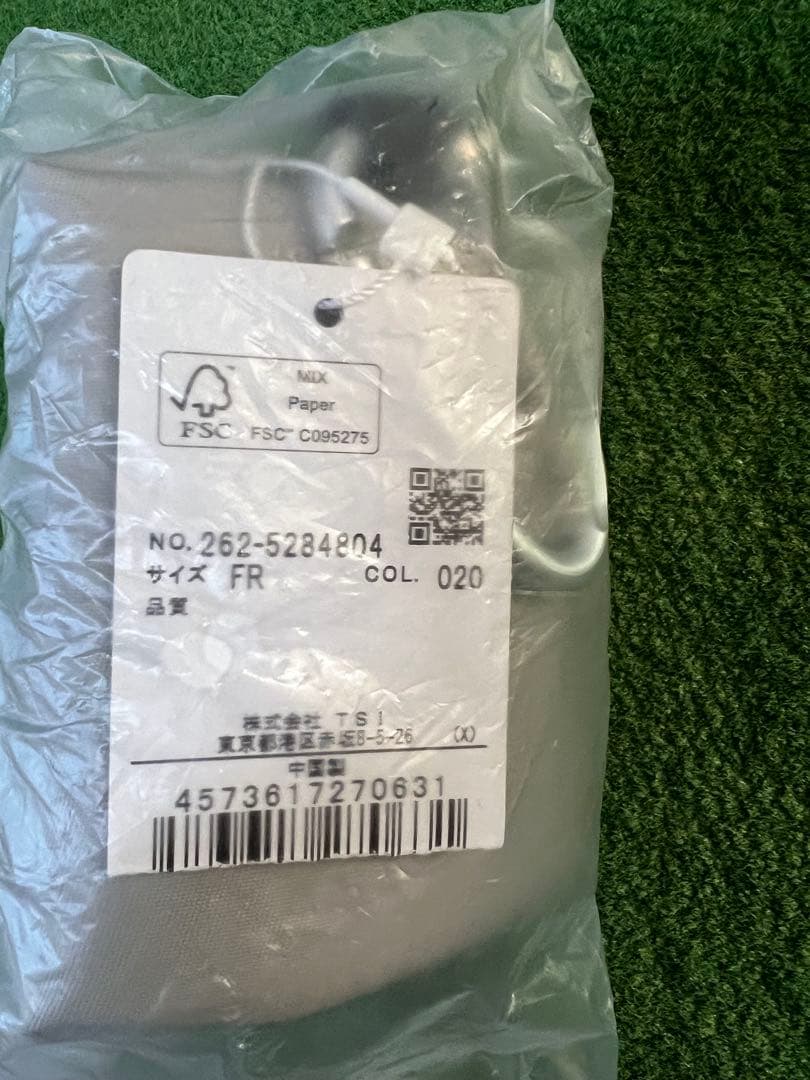 MIX
Paper
FSC™ FSC™ C095275
NO. 262-5284804
サイズ FR COL. 020
品質
株式会社 TSI
東京都港区赤坂8-5-26 (X)
中国製
4573617270631